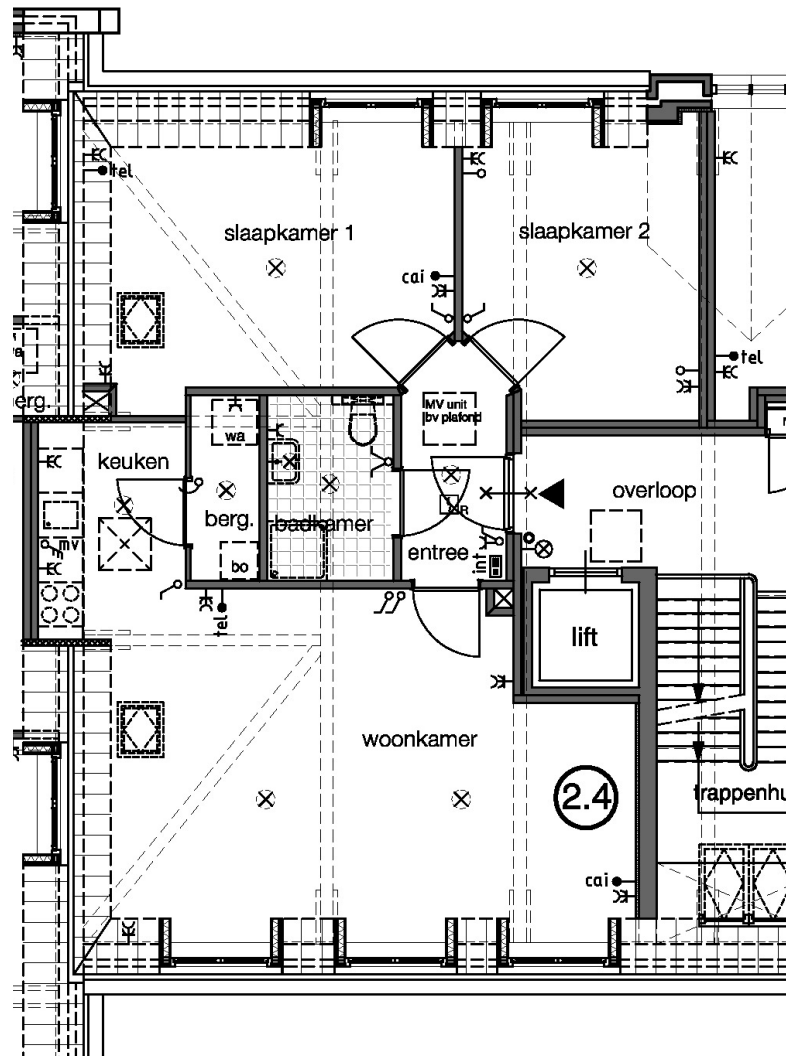 tel
slaapkamer 1
slaapkamer 2
cai
tel
erg.
MV unit
bv plafond
wa
keuken
berg.
badkamer
overloop
mv
entree
int
R
bo
tel
lift
woonkamer
2.4
trappenhu
cai